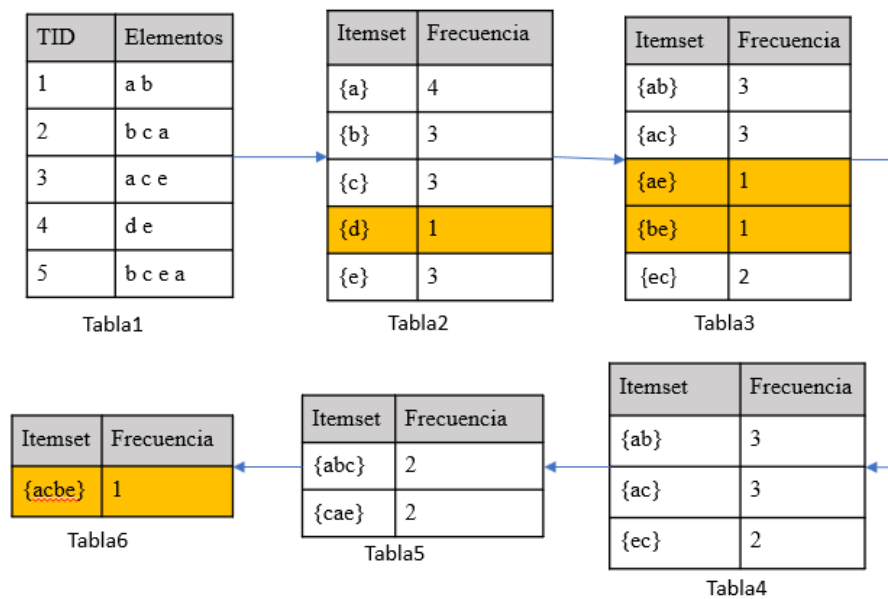 TID Elementos
1 a b
2 b c a
3 a c e
4 d e
5 b c e a
Tabla1
Itemset Frecuencia
{a} 4
{b} 3
{c} 3
{d} 1
{e} 3
Tabla2
Itemset Frecuencia
{ab} 3
{ac} 3
{ae} 1
{be} 1
{ec} 2
Tabla3
Itemset Frecuencia
{acbe} 1
Tabla6
Itemset Frecuencia
{abc} 2
{cae} 2
Tabla5
Itemset Frecuencia
{ab} 3
{ac} 3
{ec} 2
Tabla4